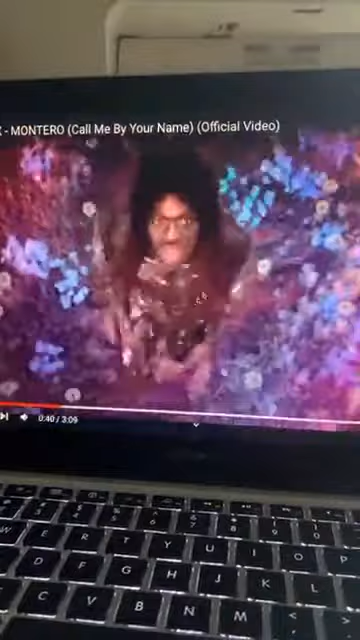 - MONTERO (Call Me By Your Name) (Official Video)
0:40 / 3:09
W E R T Y U I O P
D F G H J K L
C V B N M < >